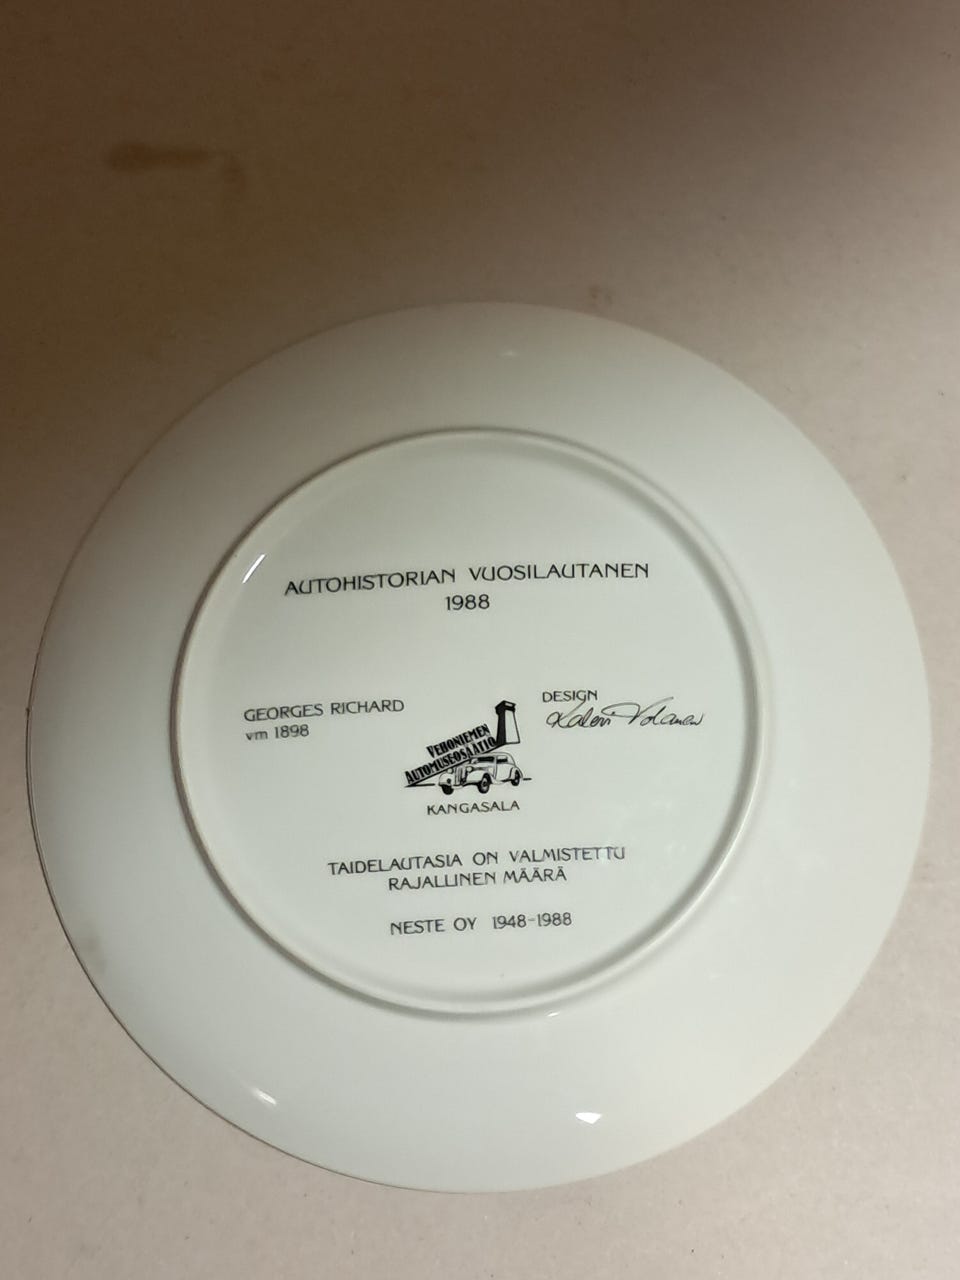 AUTOHISTORIAN VUOSILAUTANEN
1988
GEORGES RICHARD
vm 1898
DESIGN
Kalevi
VEHONIEMEN
AUTOMUSEOSÄÄTIÖ
KANGASALA
TAIDELAUTASIA ON VALMISTETTU
RAJALLINEN MÄÄRÄ
NESTE OY 1948-1988